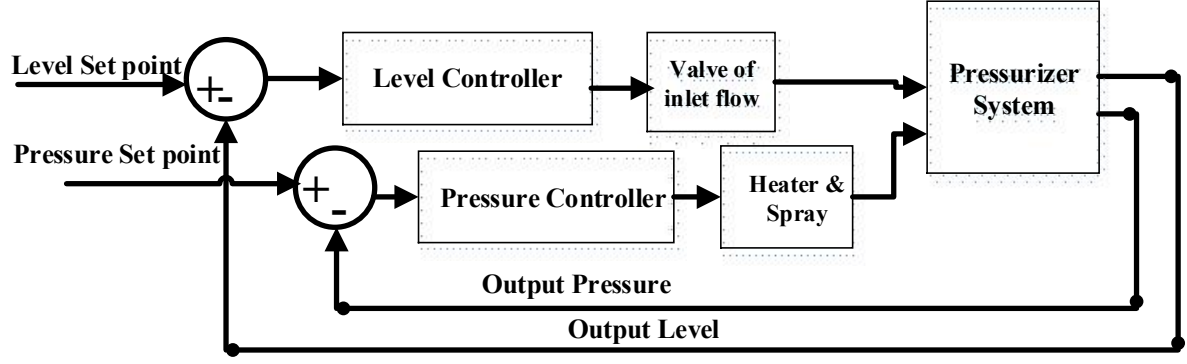 Level Set point
+
-
Level Controller
Valve of
inlet flow
Pressurizer
System
Pressure Set point
+
-
Pressure Controller
Heater &
Spray
Output Pressure
Output Level